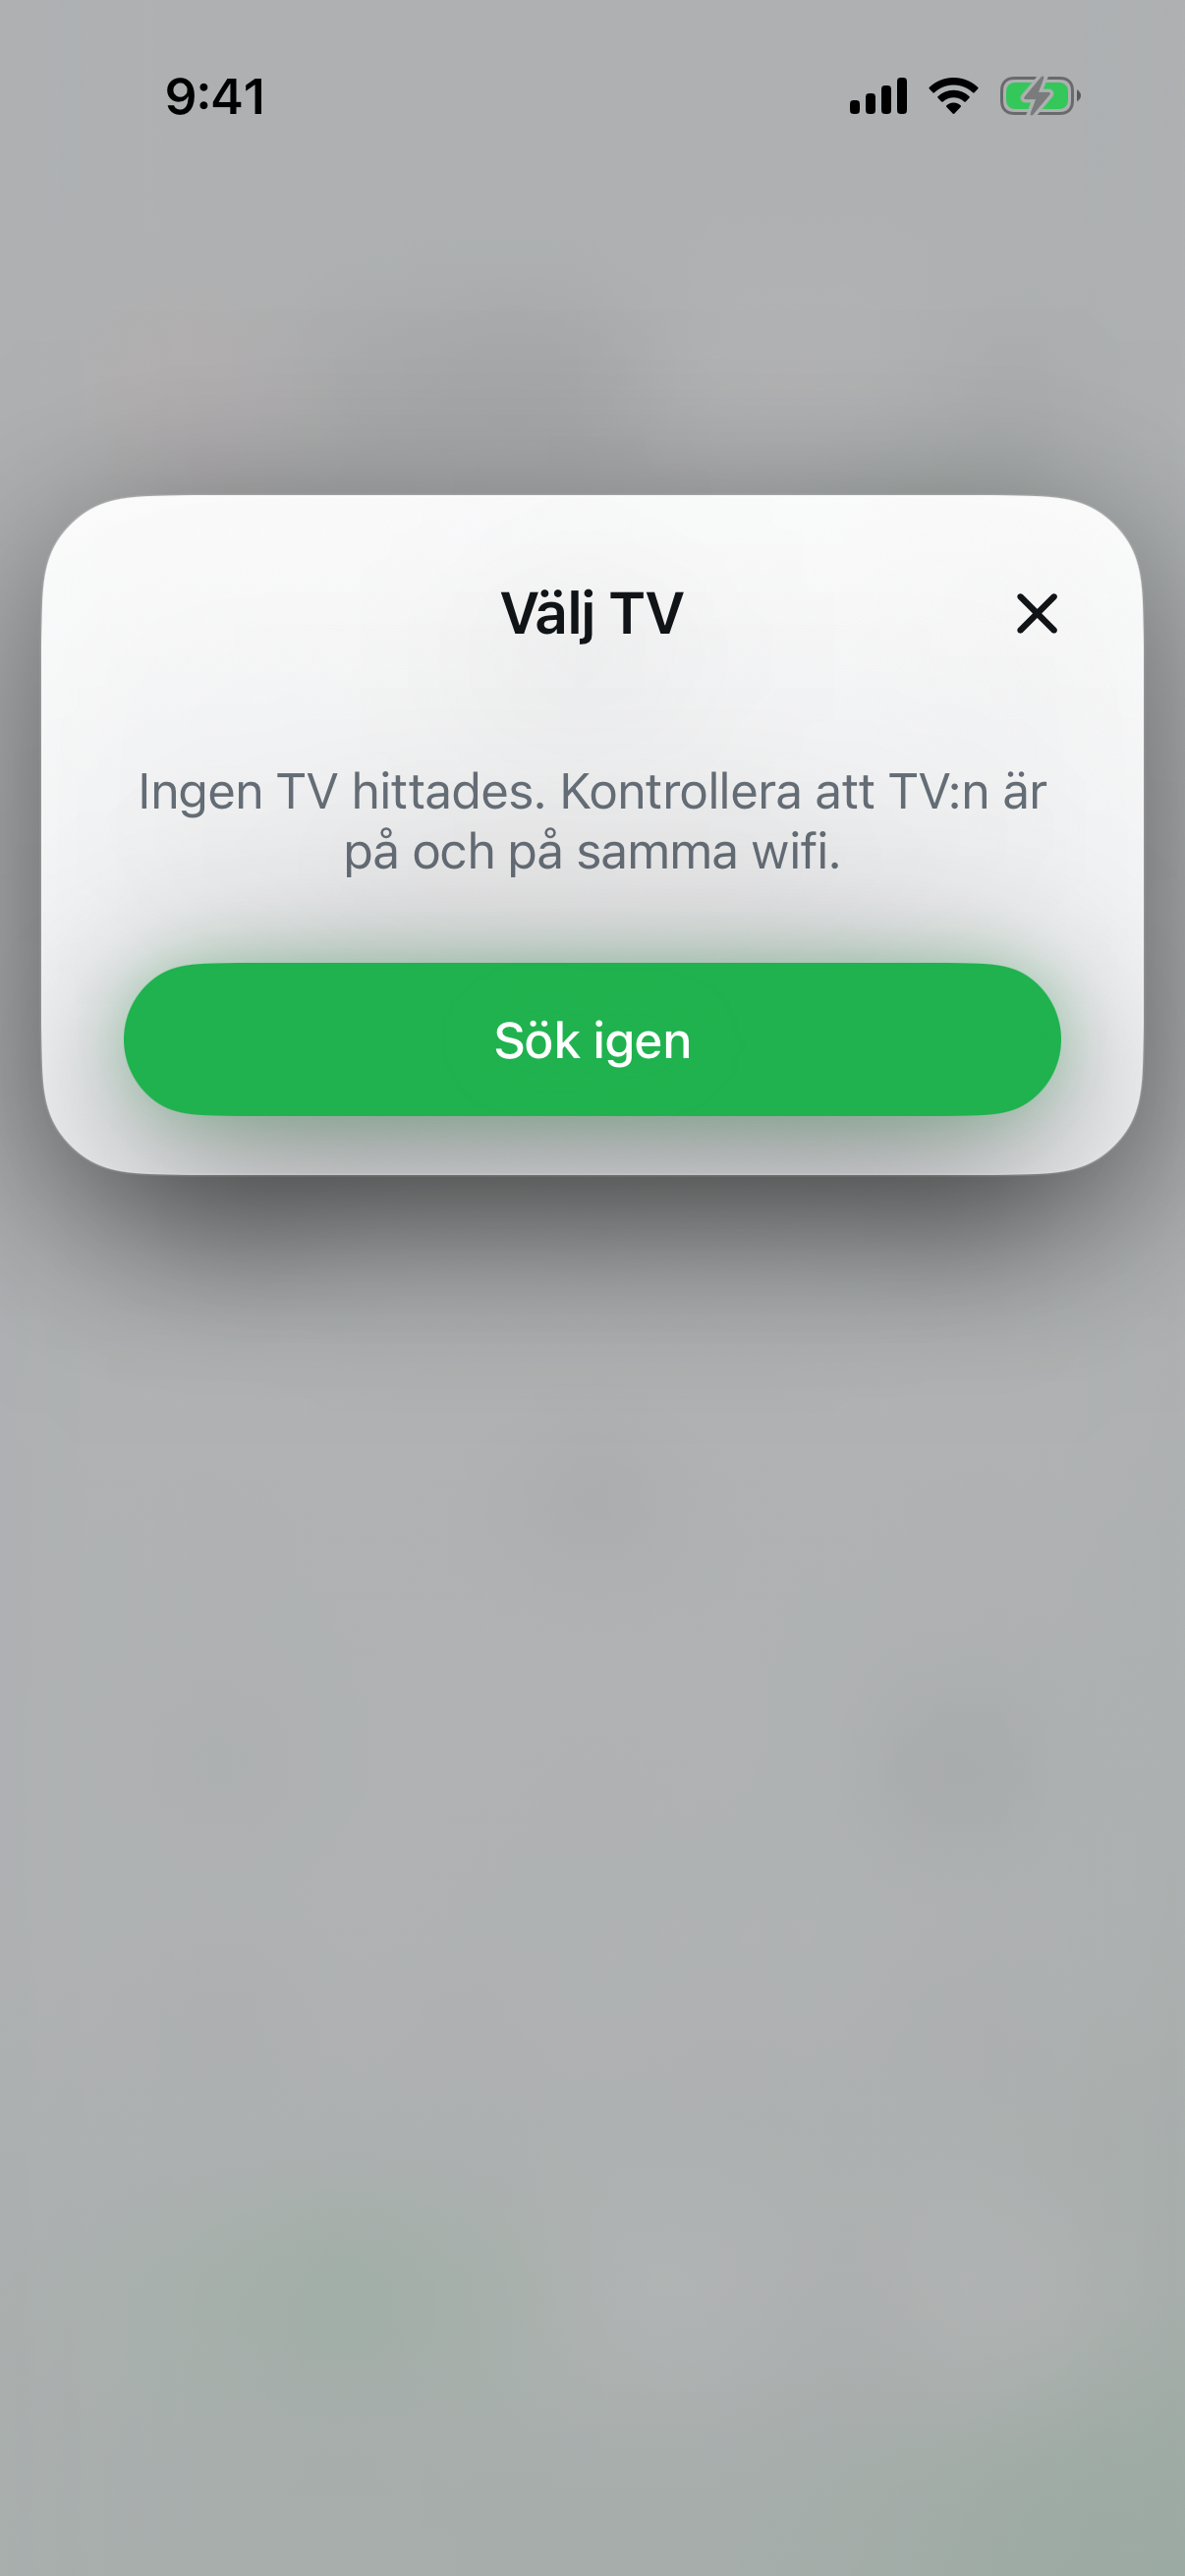 9:41
Välj TV
Ingen TV hittades. Kontrollera att TV:n är
på och på samma wifi.
Sök igen